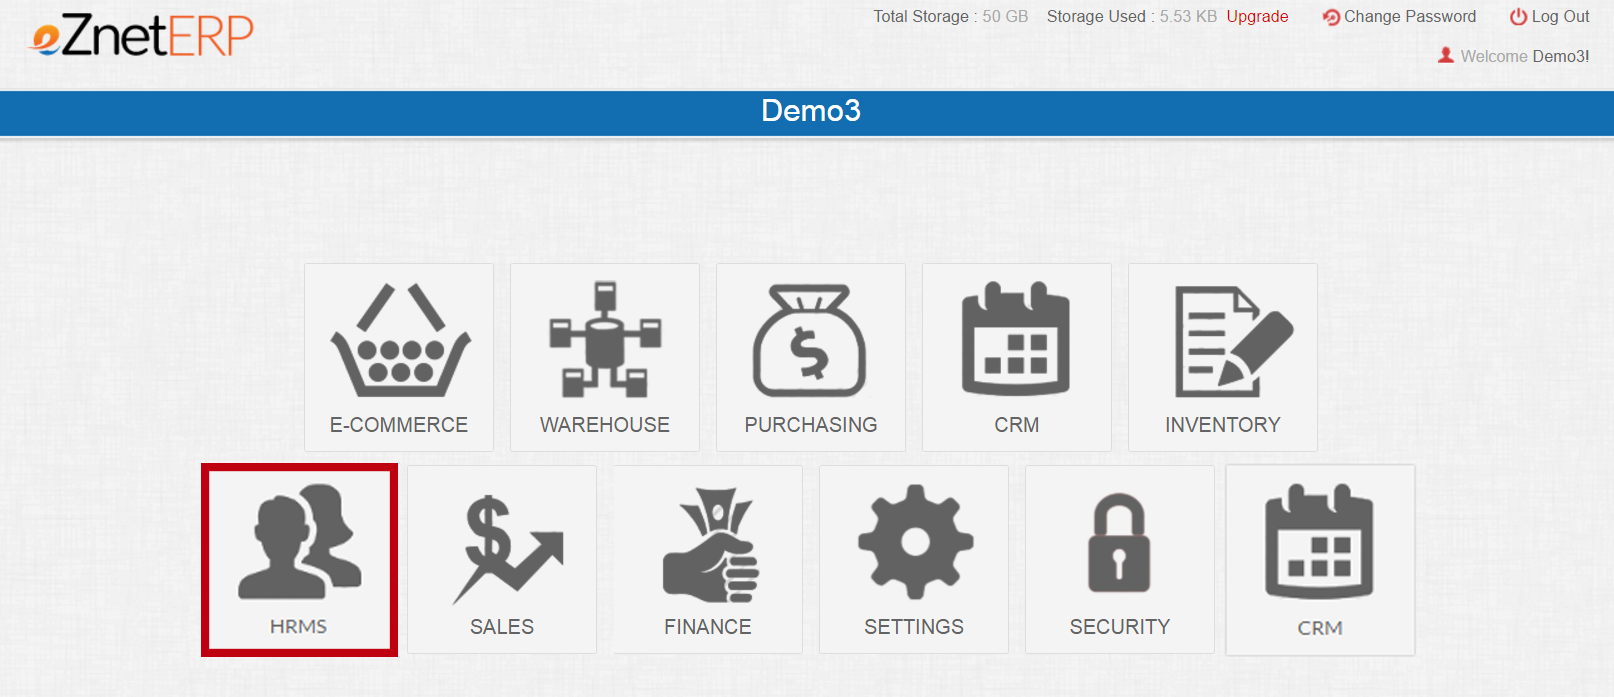 eZnetERP
Total Storage : 50 GB Storage Used : 5.53 KB Upgrade Change Password Log Out
Welcome Demo3!
Demo3
E-COMMERCE WAREHOUSE PURCHASING CRM INVENTORY
HRMS SALES FINANCE SETTINGS SECURITY CRM